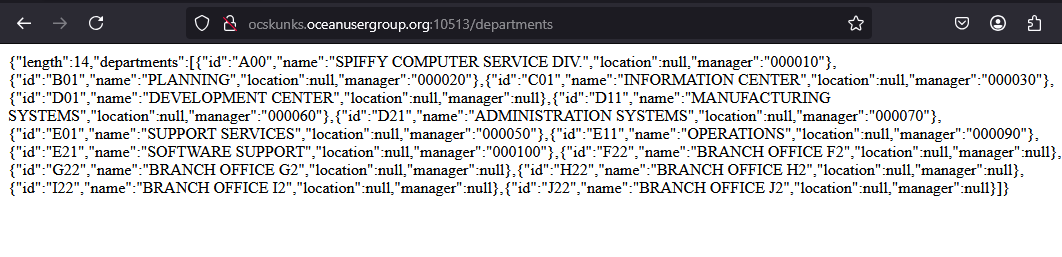 ocskunks.oceanusergroup.org:10513/departments
{"length":14,"departments":[{"id":"A00","name":"SPIFFY COMPUTER SERVICE DIV.","location":null,"manager":"000010"},
{"id":"B01","name":"PLANNING","location":null,"manager":"000020"},{"id":"C01","name":"INFORMATION CENTER","location":null,"manager":"000030"},
{"id":"D01","name":"DEVELOPMENT CENTER","location":null,"manager":null},{"id":"D11","name":"MANUFACTURING
SYSTEMS","location":null,"manager":"000060"},{"id":"D21","name":"ADMINISTRATION SYSTEMS","location":null,"manager":"000070"},
{"id":"E01","name":"SUPPORT SERVICES","location":null,"manager":"000050"},{"id":"E11","name":"OPERATIONS","location":null,"manager":"000090"},
{"id":"E21","name":"SOFTWARE SUPPORT","location":null,"manager":"000100"},{"id":"F22","name":"BRANCH OFFICE F2","location":null,"manager":null},
{"id":"G22","name":"BRANCH OFFICE G2","location":null,"manager":null},{"id":"H22","name":"BRANCH OFFICE H2","location":null,"manager":null},
{"id":"I22","name":"BRANCH OFFICE I2","location":null,"manager":null},{"id":"J22","name":"BRANCH OFFICE J2","location":null,"manager":null}]}